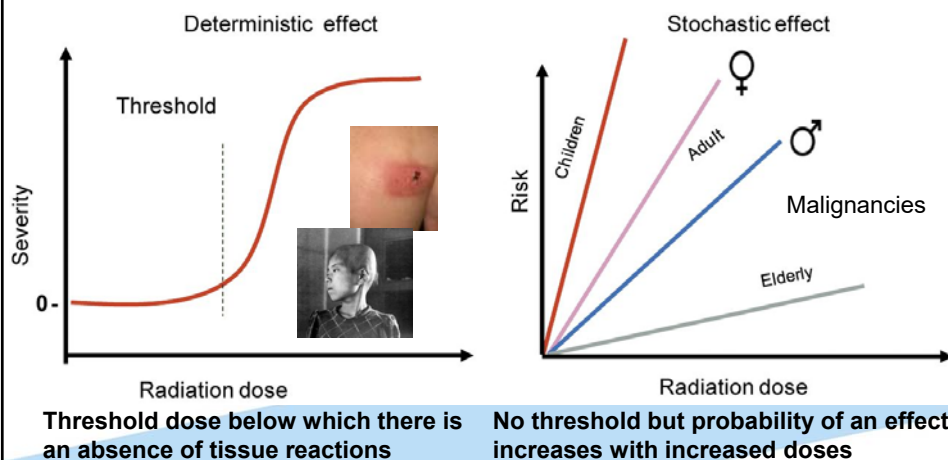 Deterministic effect
Threshold
Severity
0-
Radiation dose
Threshold dose below which there is
an absence of tissue reactions
Stochastic effect
Risk
Children
Adult
Malignancies
Elderly
Radiation dose
No threshold but probability of an effect
increases with increased doses